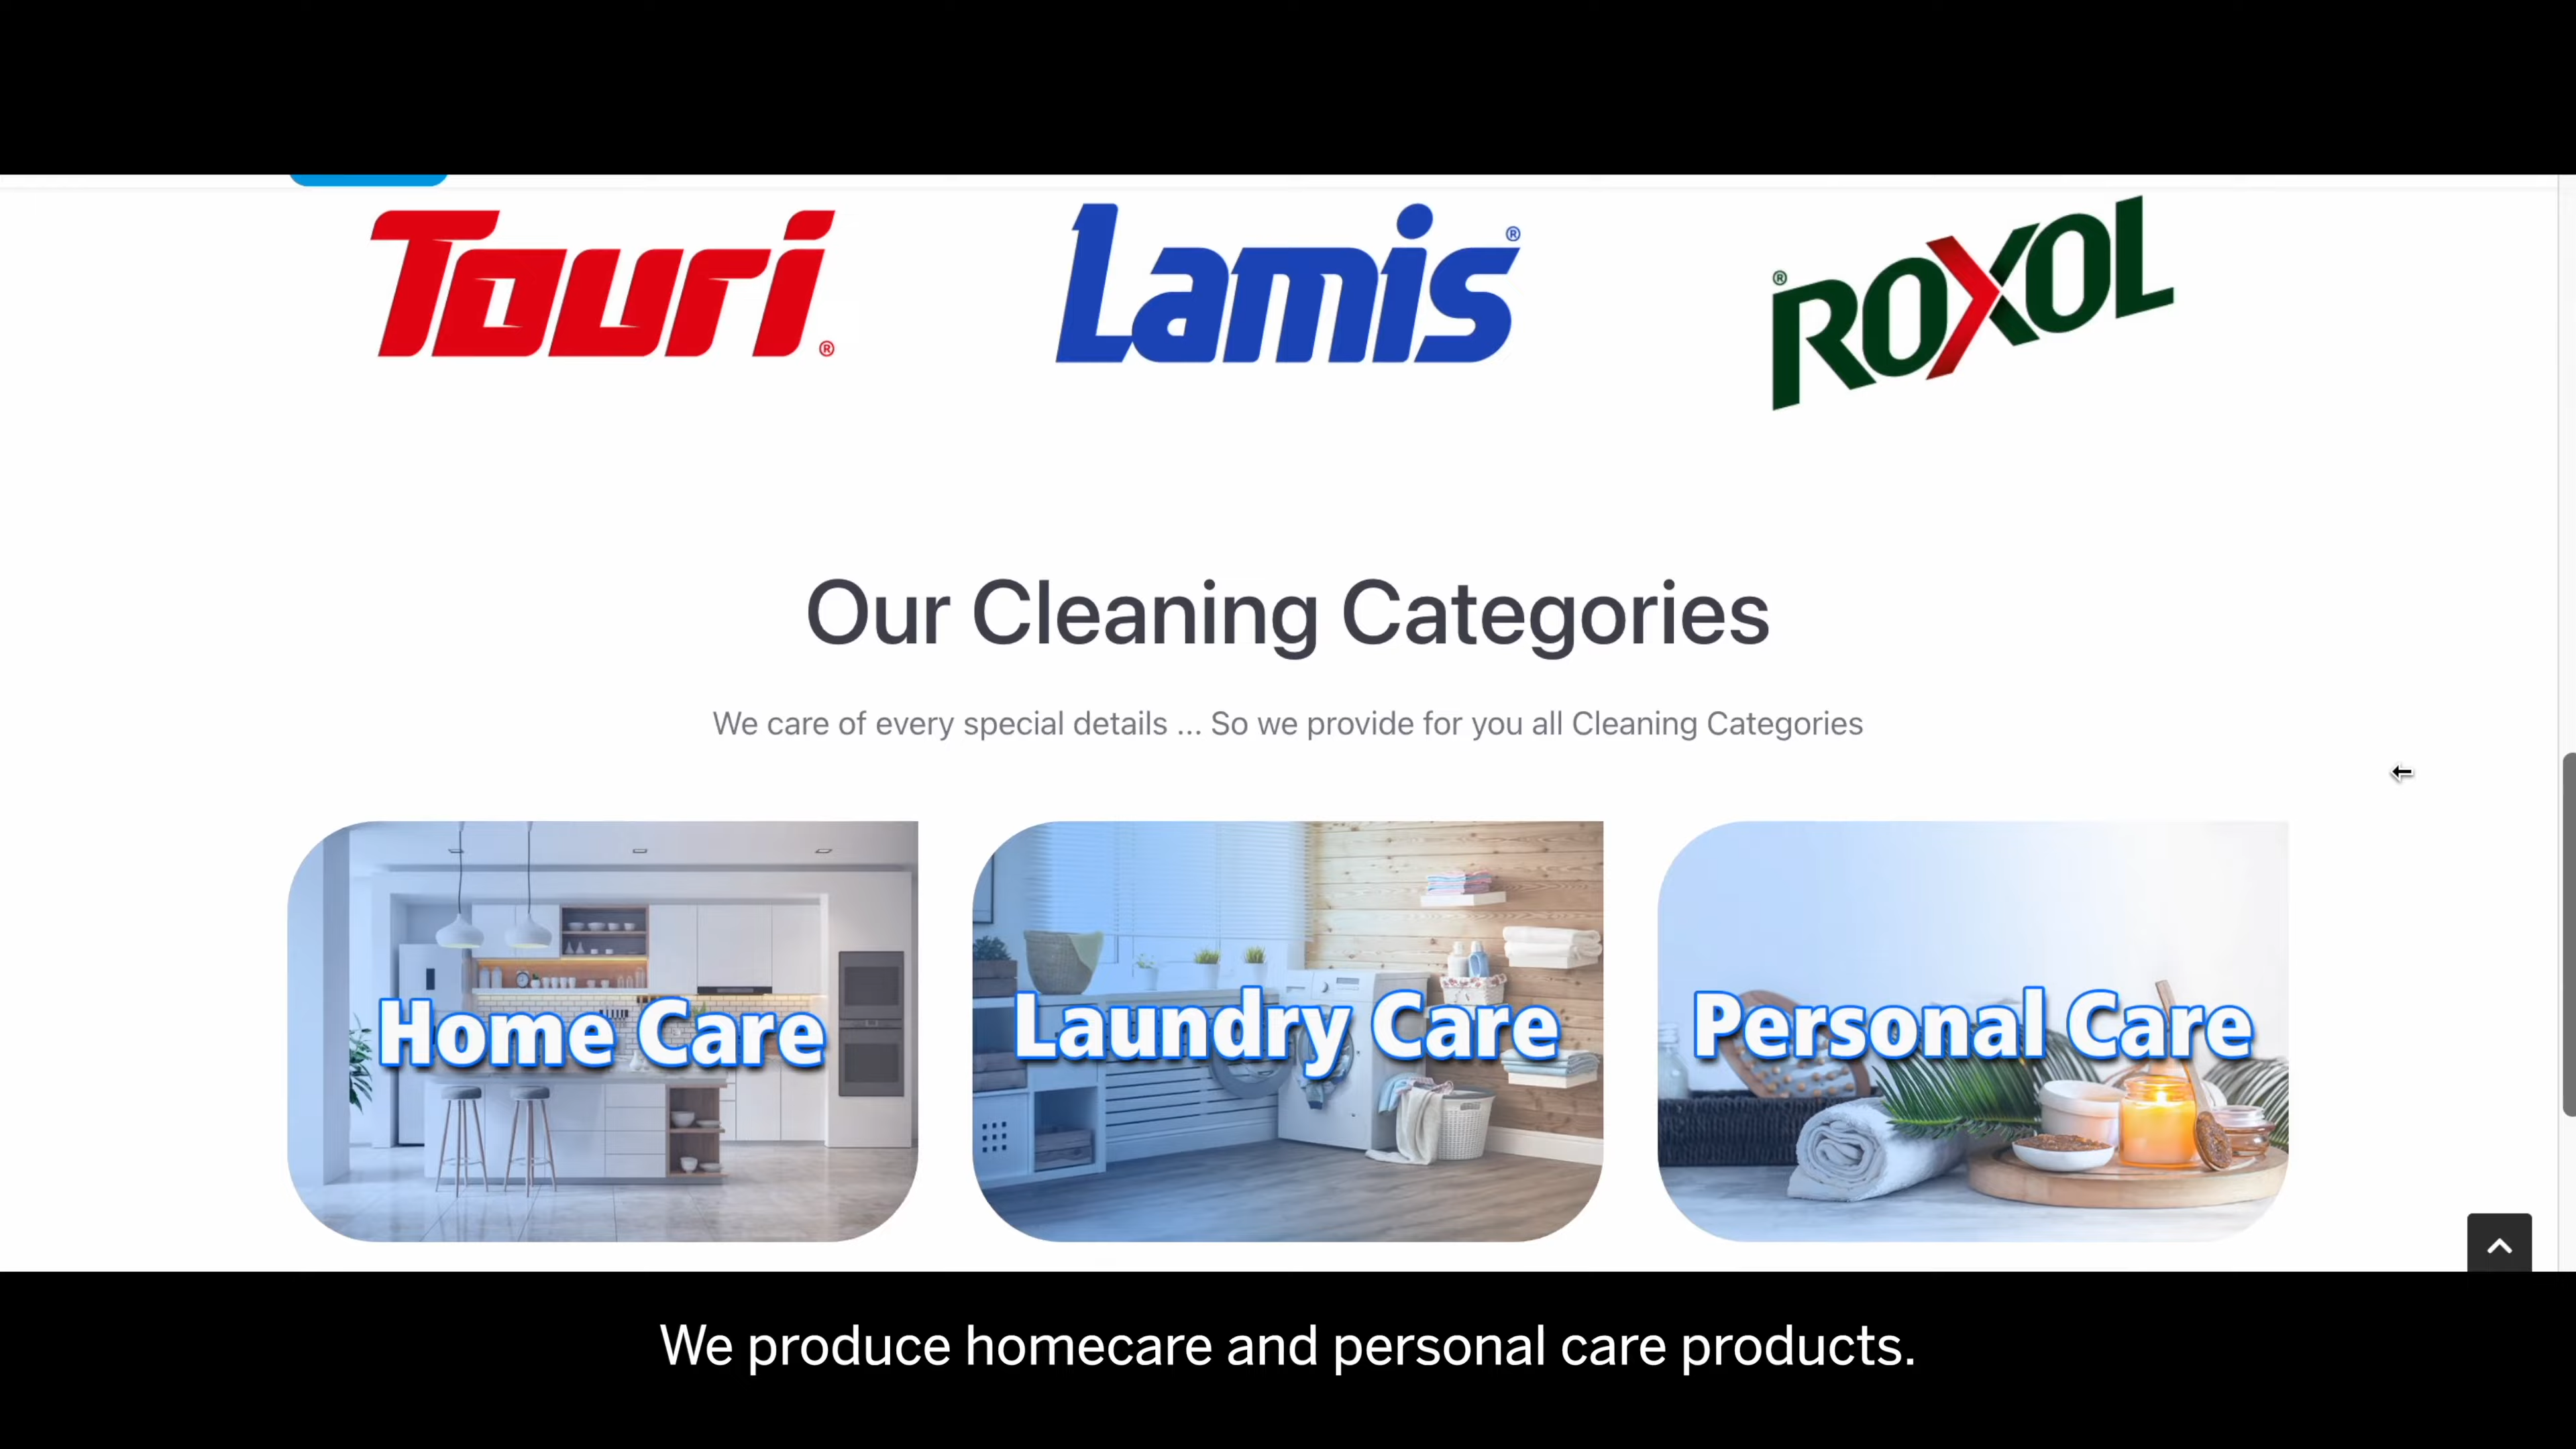 Touri®
Lamis®
®ROXOL
Our Cleaning Categories
We care of every special details ... So we provide for you all Cleaning Categories
Home Care
Laundry Care
Personal Care
We produce homecare and personal care products.